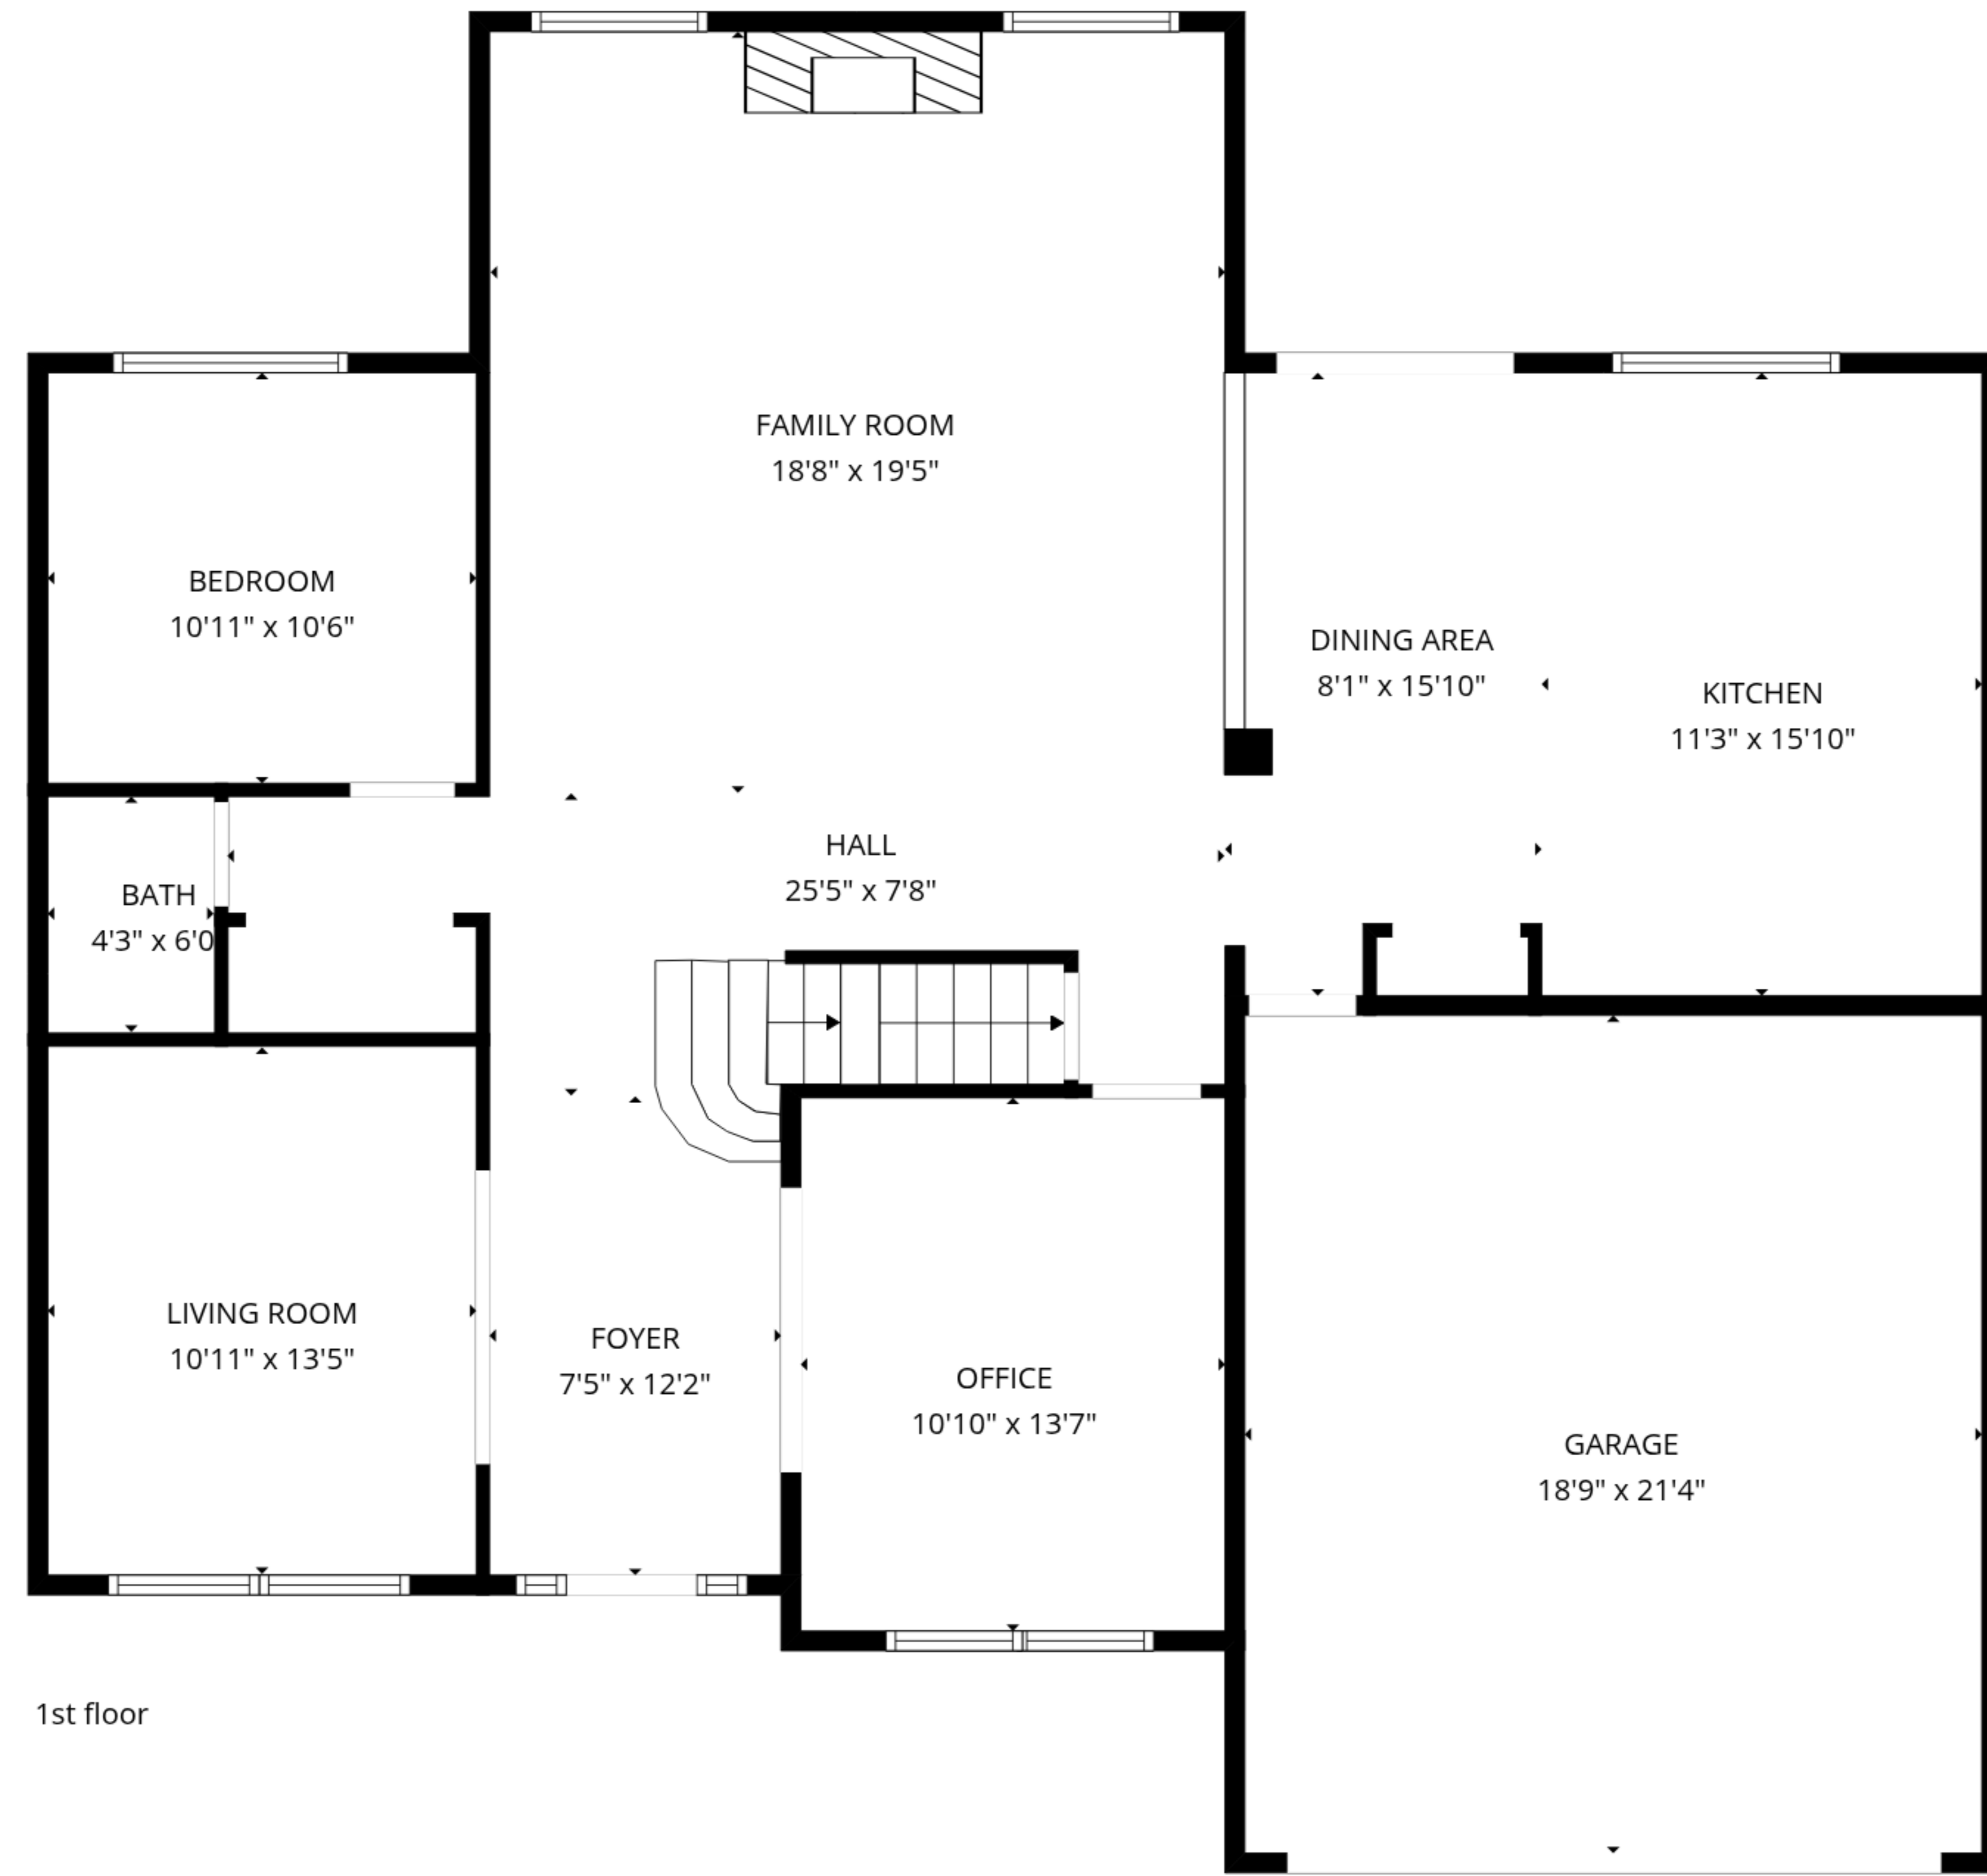 FAMILY ROOM
18'8" x 19'5"
BEDROOM
10'11" x 10'6"
DINING AREA
8'1" x 15'10"
KITCHEN
11'3" x 15'10"
HALL
25'5" x 7'8"
BATH
4'3" x 6'0
LIVING ROOM
10'11" x 13'5"
FOYER
7'5" x 12'2"
OFFICE
10'10" x 13'7"
GARAGE
18'9" x 21'4"
1st floor